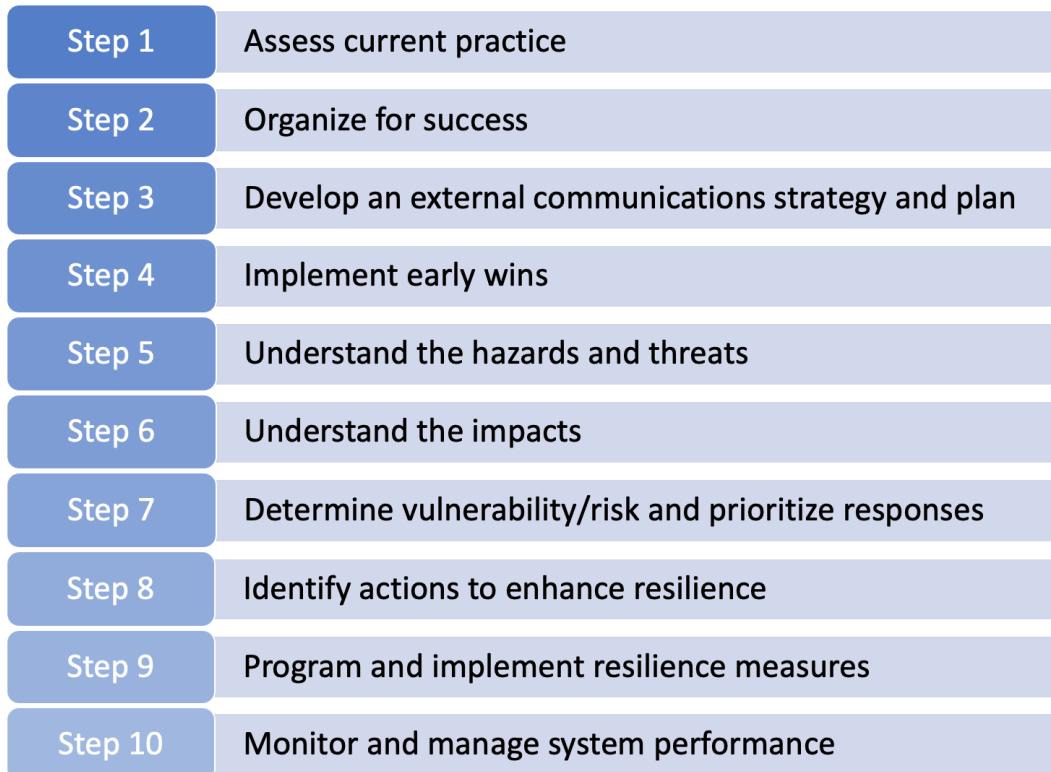 Step 1 Assess current practice
Step 2 Organize for success
Step 3 Develop an external communications strategy and plan
Step 4 Implement early wins
Step 5 Understand the hazards and threats
Step 6 Understand the impacts
Step 7 Determine vulnerability/risk and prioritize responses
Step 8 Identify actions to enhance resilience
Step 9 Program and implement resilience measures
Step 10 Monitor and manage system performance